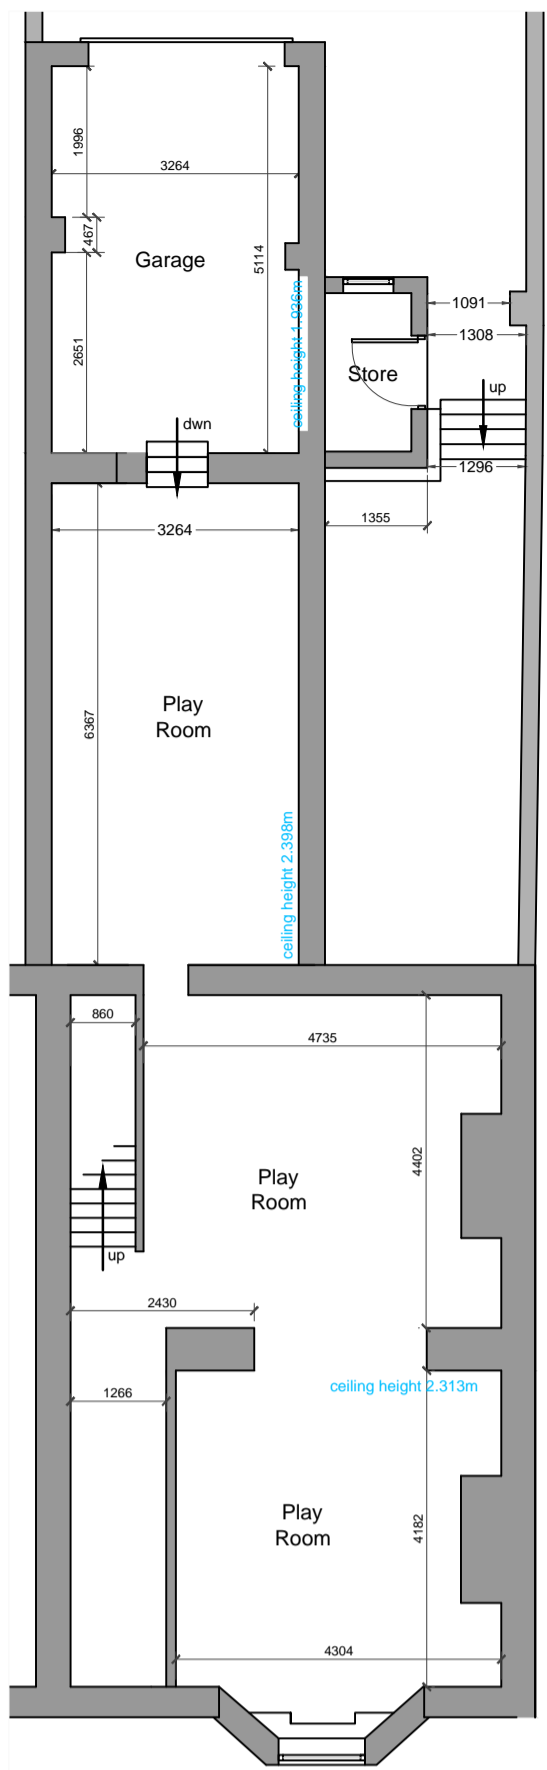 1996
3264
467
5114
Garage
2651
ceiling height 1.936m
1091
1308
Store
up
dwn
1296
1355
3264
6367
Play
Room
ceiling height 2.398m
860
4735
4402
Play
Room
up
2430
ceiling height 2.313m
1266
Play
Room
4182
4304